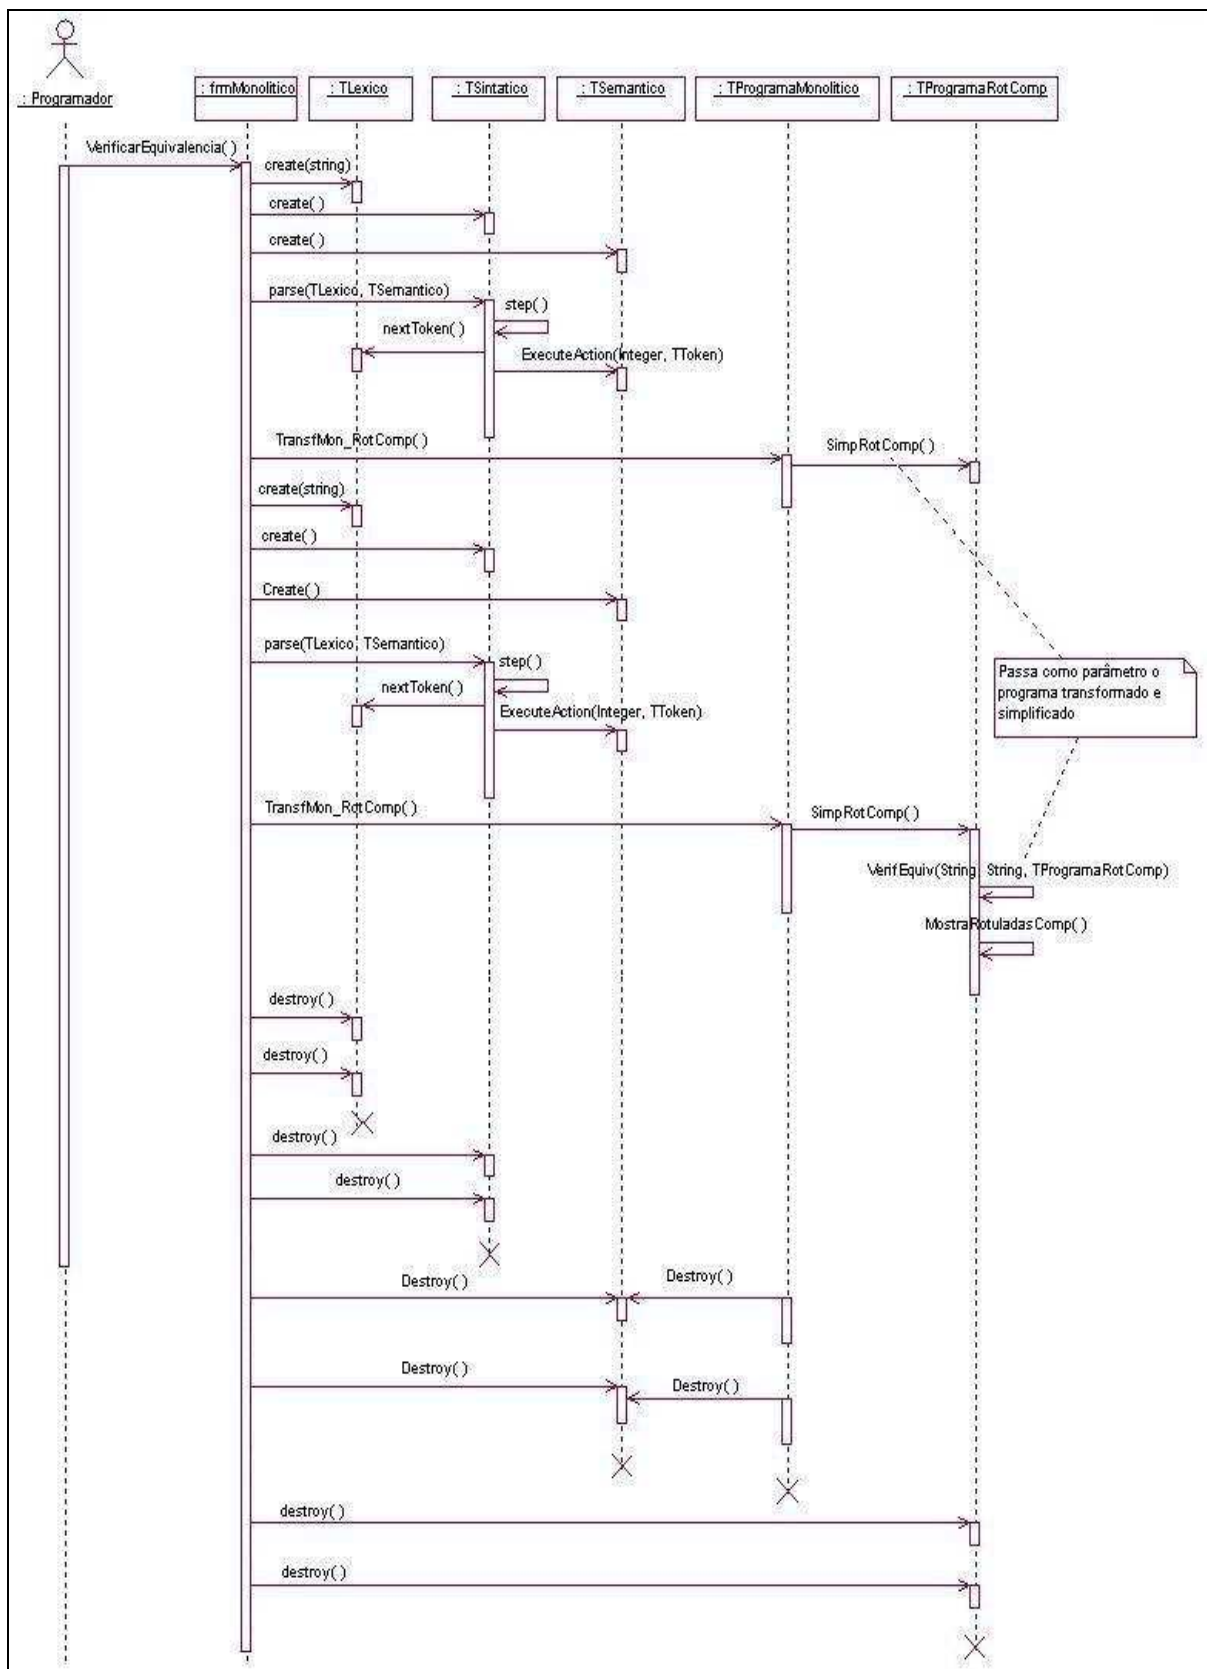 : Programador
: frmMonolitico
: TLexico
: TSintatico
: TSemantico
: TProgramaMonolitico
: TProgramaRotComp
VerificarEquivalencia( )
create(string)
create( )
create( )
parse(TLexico, TSemantico)
step( )
nextToken( )
ExecuteAction(Integer, TToken)
TransfMon_RotComp( )
SimpRotComp( )
create(string)
create( )
Create( )
parse(TLexico, TSemantico)
step( )
nextToken( )
ExecuteAction(Integer, TToken)
Passa como parâmetro o
programa transformado e
simplificado
TransfMon_RotComp( )
SimpRotComp( )
VerifEquiv(String, String, TProgramaRotComp)
MostraRotuladasComp( )
destroy( )
destroy( )
destroy( )
destroy( )
Destroy( )
Destroy( )
Destroy( )
Destroy( )
destroy( )
destroy( )